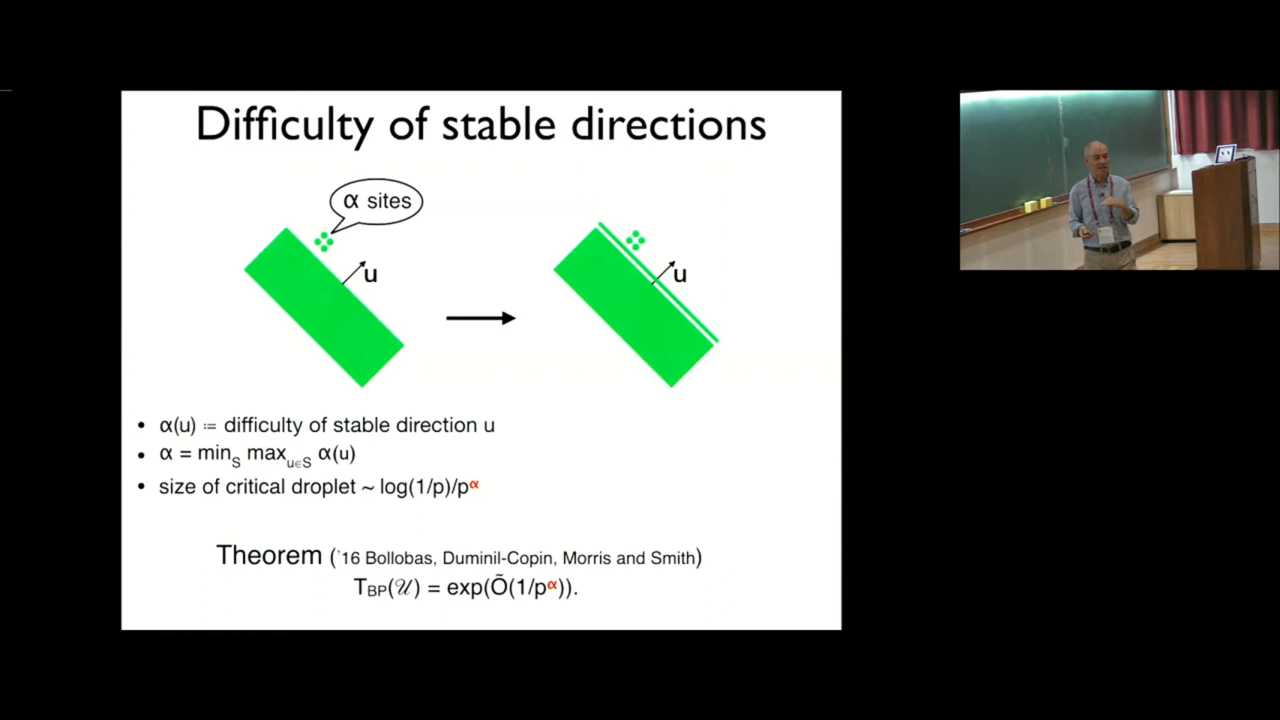 Difficulty of stable directions
α sites
u
u
• α(u) := difficulty of stable direction u
• α = min_S max_{u∈S} α(u)
• size of critical droplet ~ log(1/p)/p^α
Theorem ('16 Bollobas, Duminil-Copin, Morris and Smith)
T_BP(𝒰) = exp(Õ(1/p^α)).